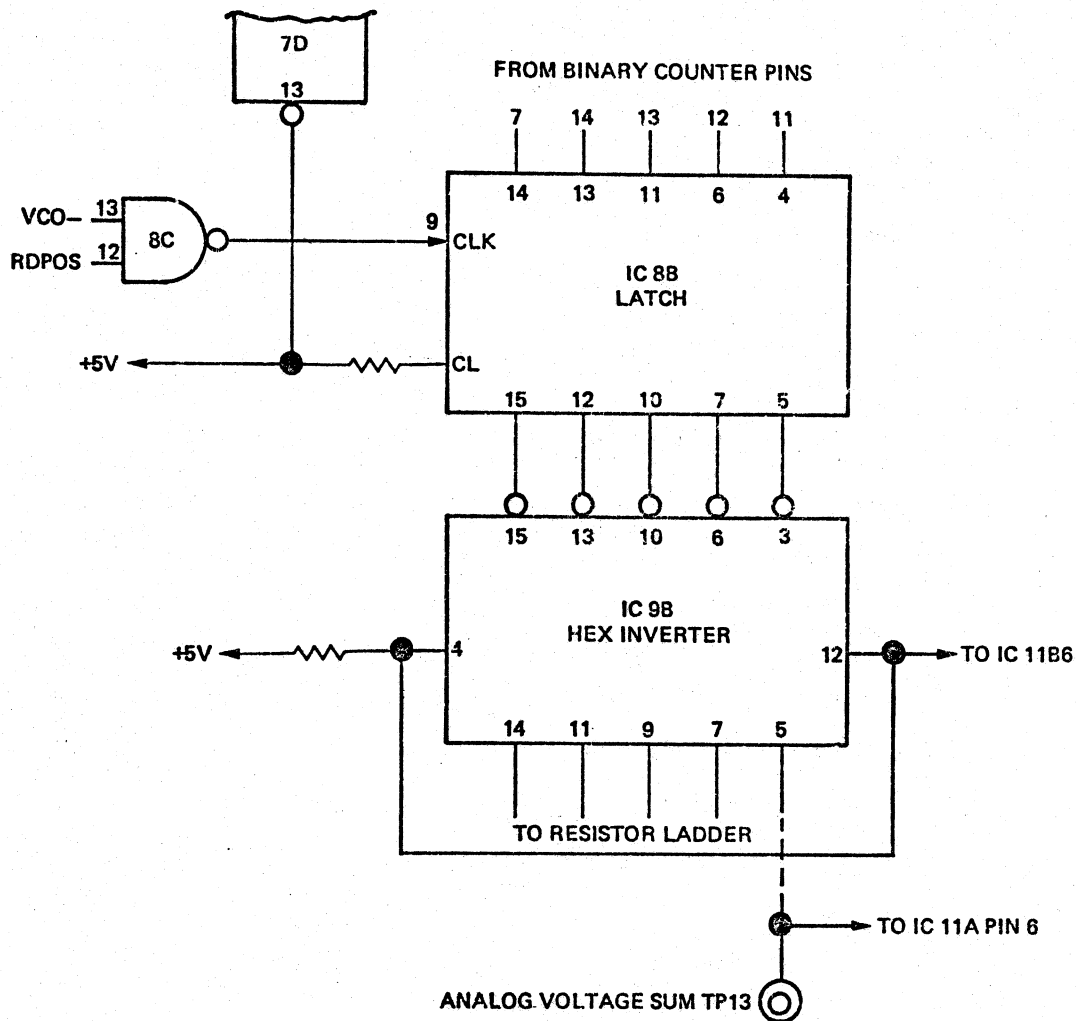 7D
13
FROM BINARY COUNTER PINS
7 14 13 12 11
14 13 11 6 4
VCO– 13
8C
RDPOS 12
9
CLK
IC 8B
LATCH
+5V
CL
15 12 10 7 5
15 13 10 6 3
IC 9B
HEX INVERTER
+5V
4
12
TO IC 11B6
14 11 9 7 5
TO RESISTOR LADDER
TO IC 11A PIN 6
ANALOG VOLTAGE SUM TP13